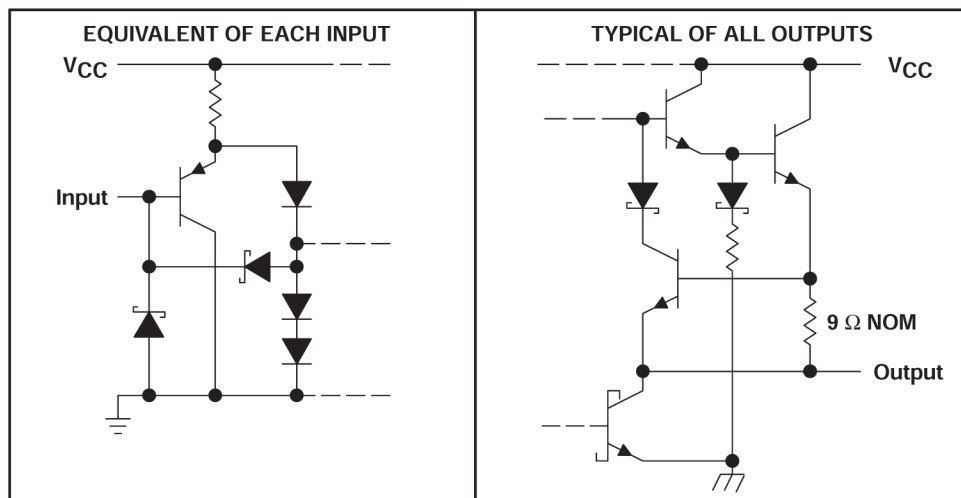 EQUIVALENT OF EACH INPUT
VCC
Input
TYPICAL OF ALL OUTPUTS
VCC
9 Ω NOM
Output